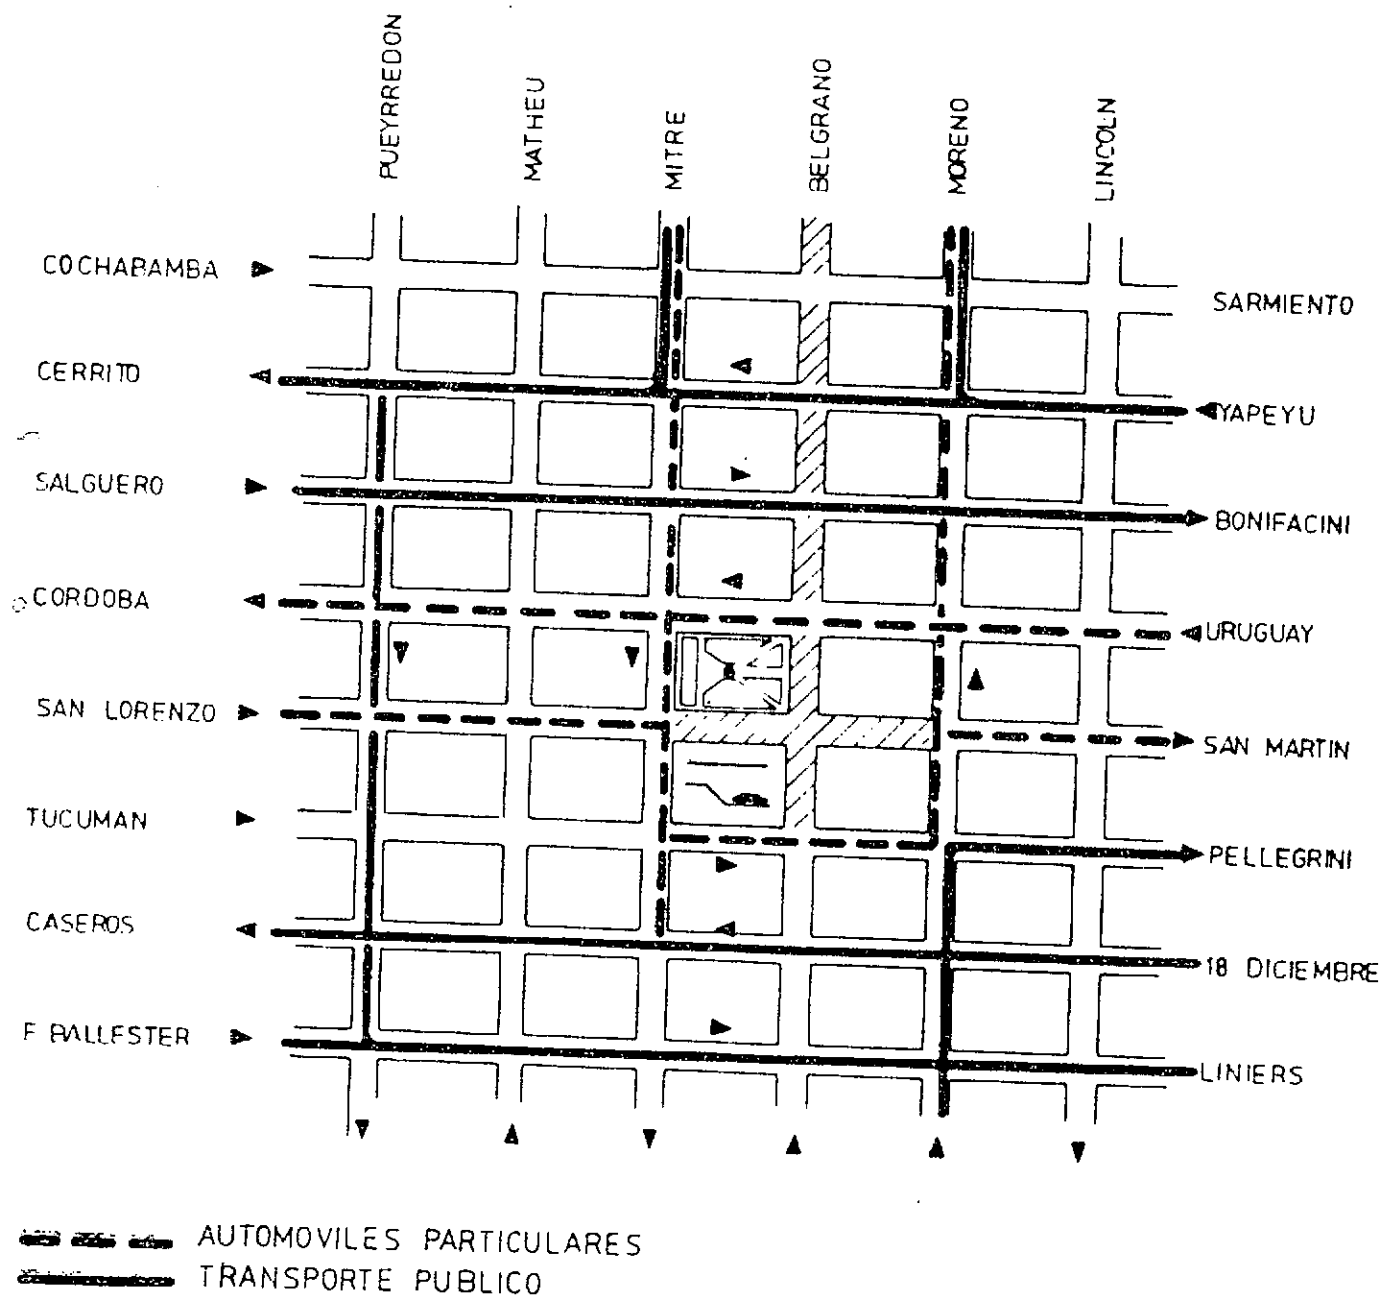 PUEYRREDON
MATHEU
MITRE
BELGRANO
MORENO
LINCOLN
COCHABAMBA
SARMIENTO
CERRITO
YAPEYU
SALGUERO
BONIFACINI
CORDOBA
URUGUAY
SAN LORENZO
SAN MARTIN
TUCUMAN
PELLEGRINI
CASEROS
18 DICIEMBRE
F BALLESTER
LINIERS
AUTOMOVILES PARTICULARES
TRANSPORTE PUBLICO